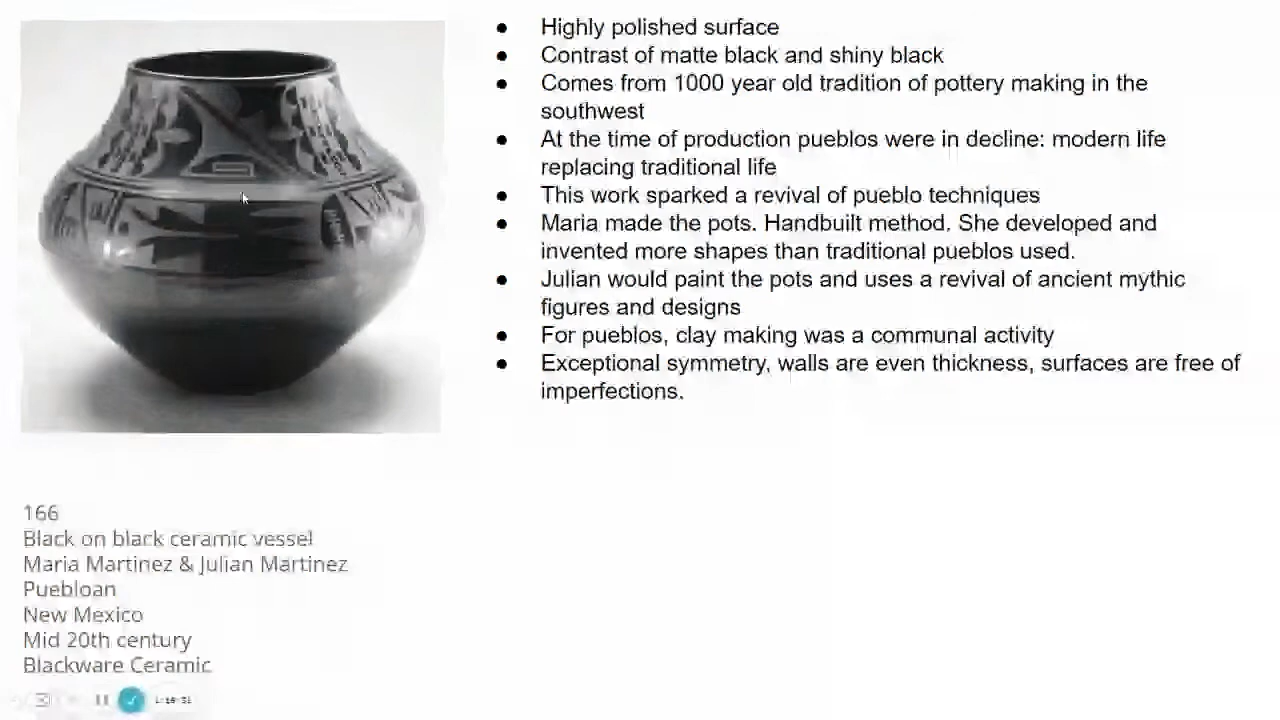 ● Highly polished surface
● Contrast of matte black and shiny black
● Comes from 1000 year old tradition of pottery making in the
southwest
● At the time of production pueblos were in decline: modern life
replacing traditional life
● This work sparked a revival of pueblo techniques
● Maria made the pots. Handbuilt method. She developed and
invented more shapes than traditional pueblos used.
● Julian would paint the pots and uses a revival of ancient mythic
figures and designs
● For pueblos, clay making was a communal activity
● Exceptional symmetry, walls are even thickness, surfaces are free of
imperfections.
166
Black on black ceramic vessel
Maria Martinez & Julian Martinez
Puebloan
New Mexico
Mid 20th century
Blackware Ceramic